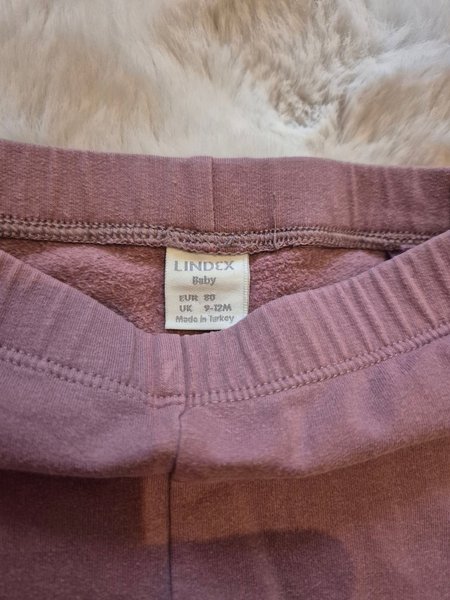 LINDEX
Baby
EUR 80
UK 9-12M
Made in Turkey